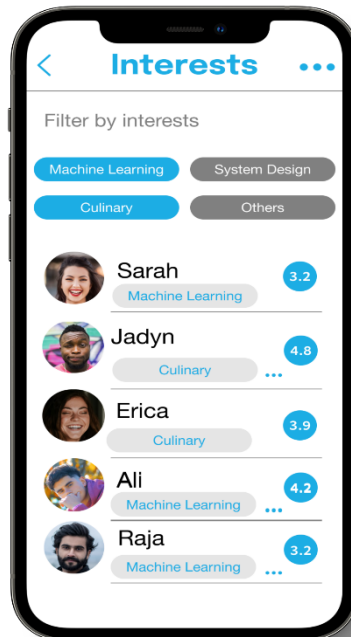 Interests
Filter by interests
Machine Learning System Design
Culinary Others
Sarah 3.2
Machine Learning
Jadyn 4.8
Culinary
Erica 3.9
Culinary
Ali 4.2
Machine Learning
Raja 3.2
Machine Learning